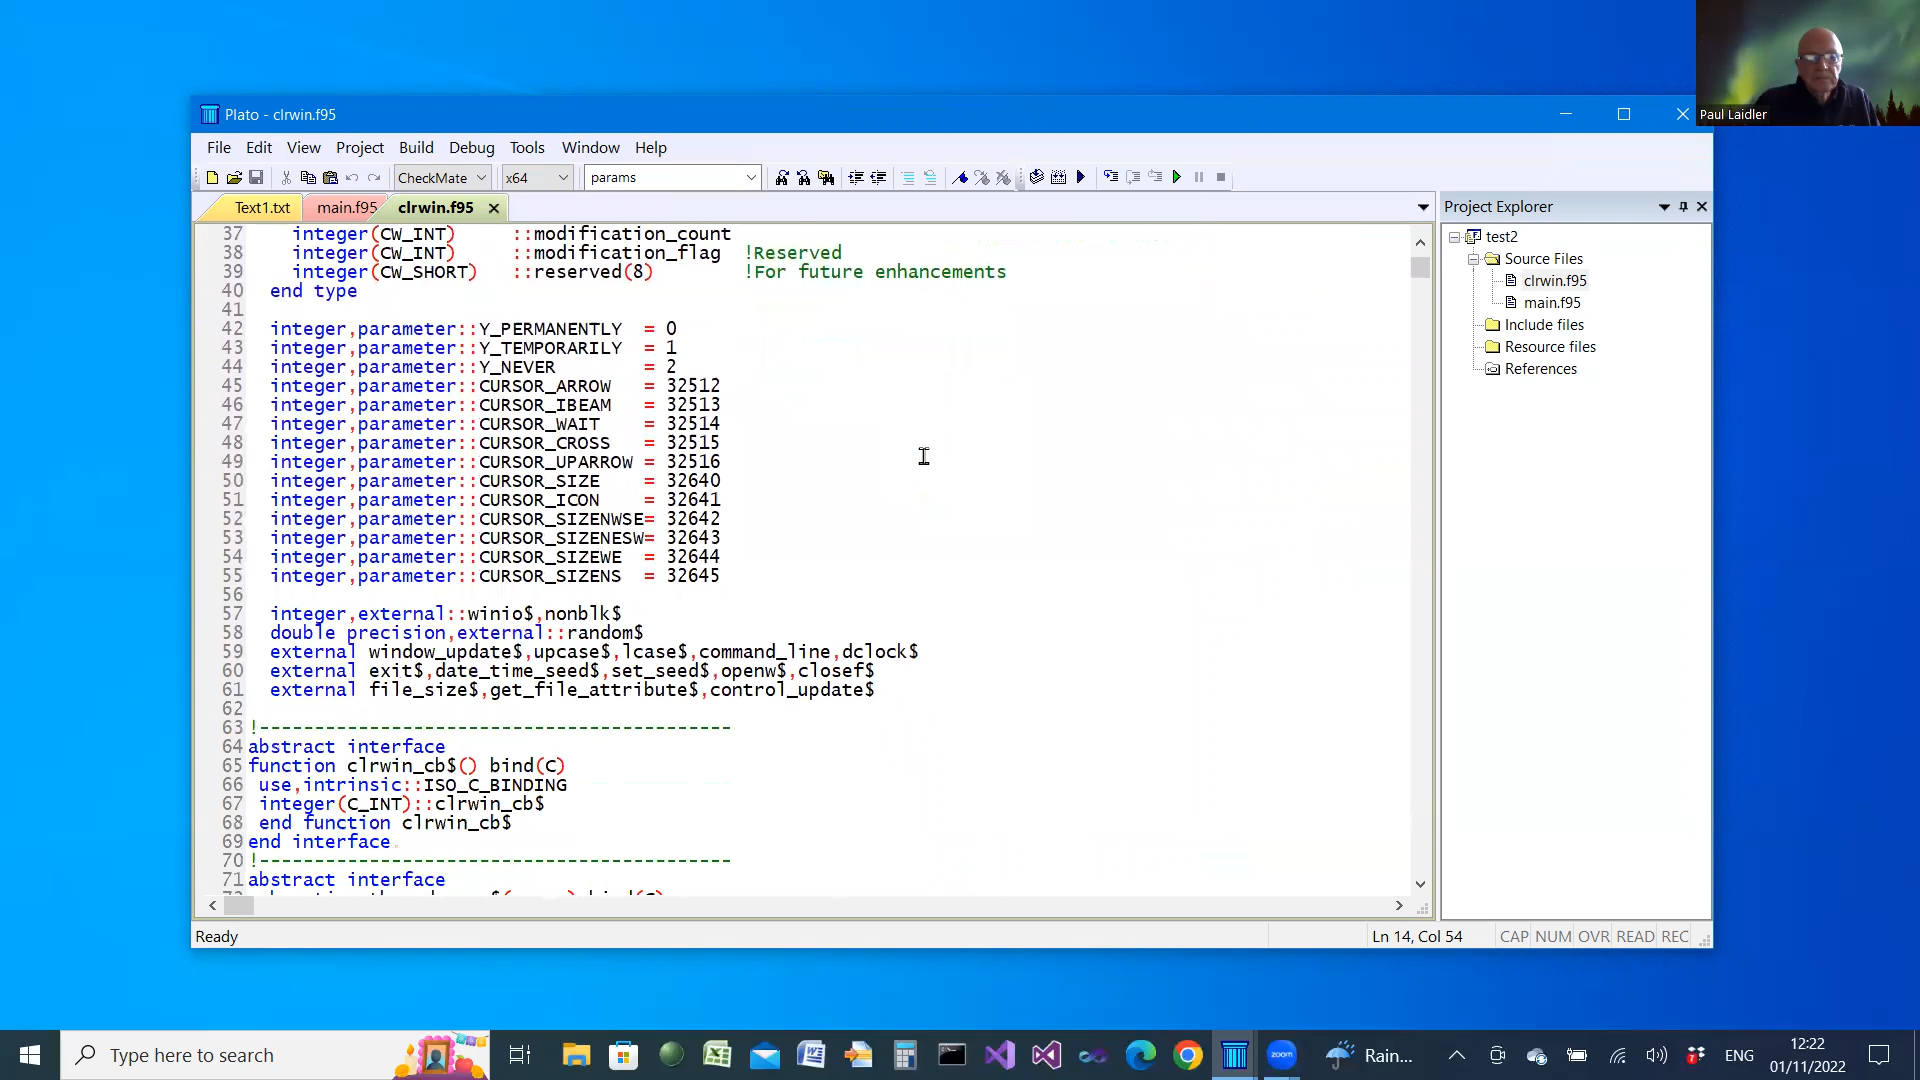 Paul Laidler
Plato - clrwin.f95
File Edit View Project Build Debug Tools Window Help
CheckMate x64 params
Text1.txt main.f95 clrwin.f95
37 integer(CW_INT) ::modification_count
38 integer(CW_INT) ::modification_flag !Reserved
39 integer(CW_SHORT) ::reserved(8) !For future enhancements
40 end type
41
42 integer,parameter::Y_PERMANENTLY = 0
43 integer,parameter::Y_TEMPORARILY = 1
44 integer,parameter::Y_NEVER = 2
45 integer,parameter::CURSOR_ARROW = 32512
46 integer,parameter::CURSOR_IBEAM = 32513
47 integer,parameter::CURSOR_WAIT = 32514
48 integer,parameter::CURSOR_CROSS = 32515
49 integer,parameter::CURSOR_UPARROW = 32516
50 integer,parameter::CURSOR_SIZE = 32640
51 integer,parameter::CURSOR_ICON = 32641
52 integer,parameter::CURSOR_SIZENWSE= 32642
53 integer,parameter::CURSOR_SIZENESW= 32643
54 integer,parameter::CURSOR_SIZEWE = 32644
55 integer,parameter::CURSOR_SIZENS = 32645
56
57 integer,external::winio$,nonblk$
58 double precision,external::random$
59 external window_update$,upcase$,lcase$,command_line,dclock$
60 external exit$,date_time_seed$,set_seed$,openw$,closef$
61 external file_size$,get_file_attribute$,control_update$
62
63 !-------------------------------------------
64 abstract interface
65 function clrwin_cb$() bind(C)
66 use,intrinsic::ISO_C_BINDING
67 integer(C_INT)::clrwin_cb$
68 end function clrwin_cb$
69 end interface
70 !-------------------------------------------
71 abstract interface
Project Explorer
test2
Source Files
clrwin.f95
main.f95
Include files
Resource files
References
Ready Ln 14, Col 54 CAP NUM OVR READ REC
Type here to search
zoom
Rain...
ENG
12:22
01/11/2022